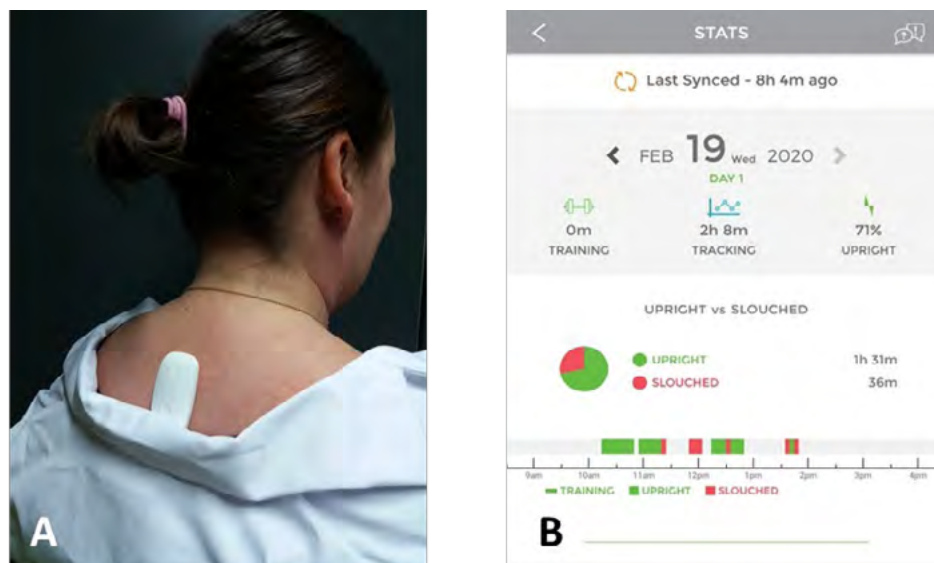 A
STATS
Last Synced - 8h 4m ago
FEB 19 Wed 2020
DAY 1
0m 2h 8m 71%
TRAINING TRACKING UPRIGHT
UPRIGHT vs SLOUCHED
UPRIGHT 1h 31m
SLOUCHED 36m
9am 10am 11am 12pm 1pm 2pm 3pm 4pm
TRAINING UPRIGHT SLOUCHED
B